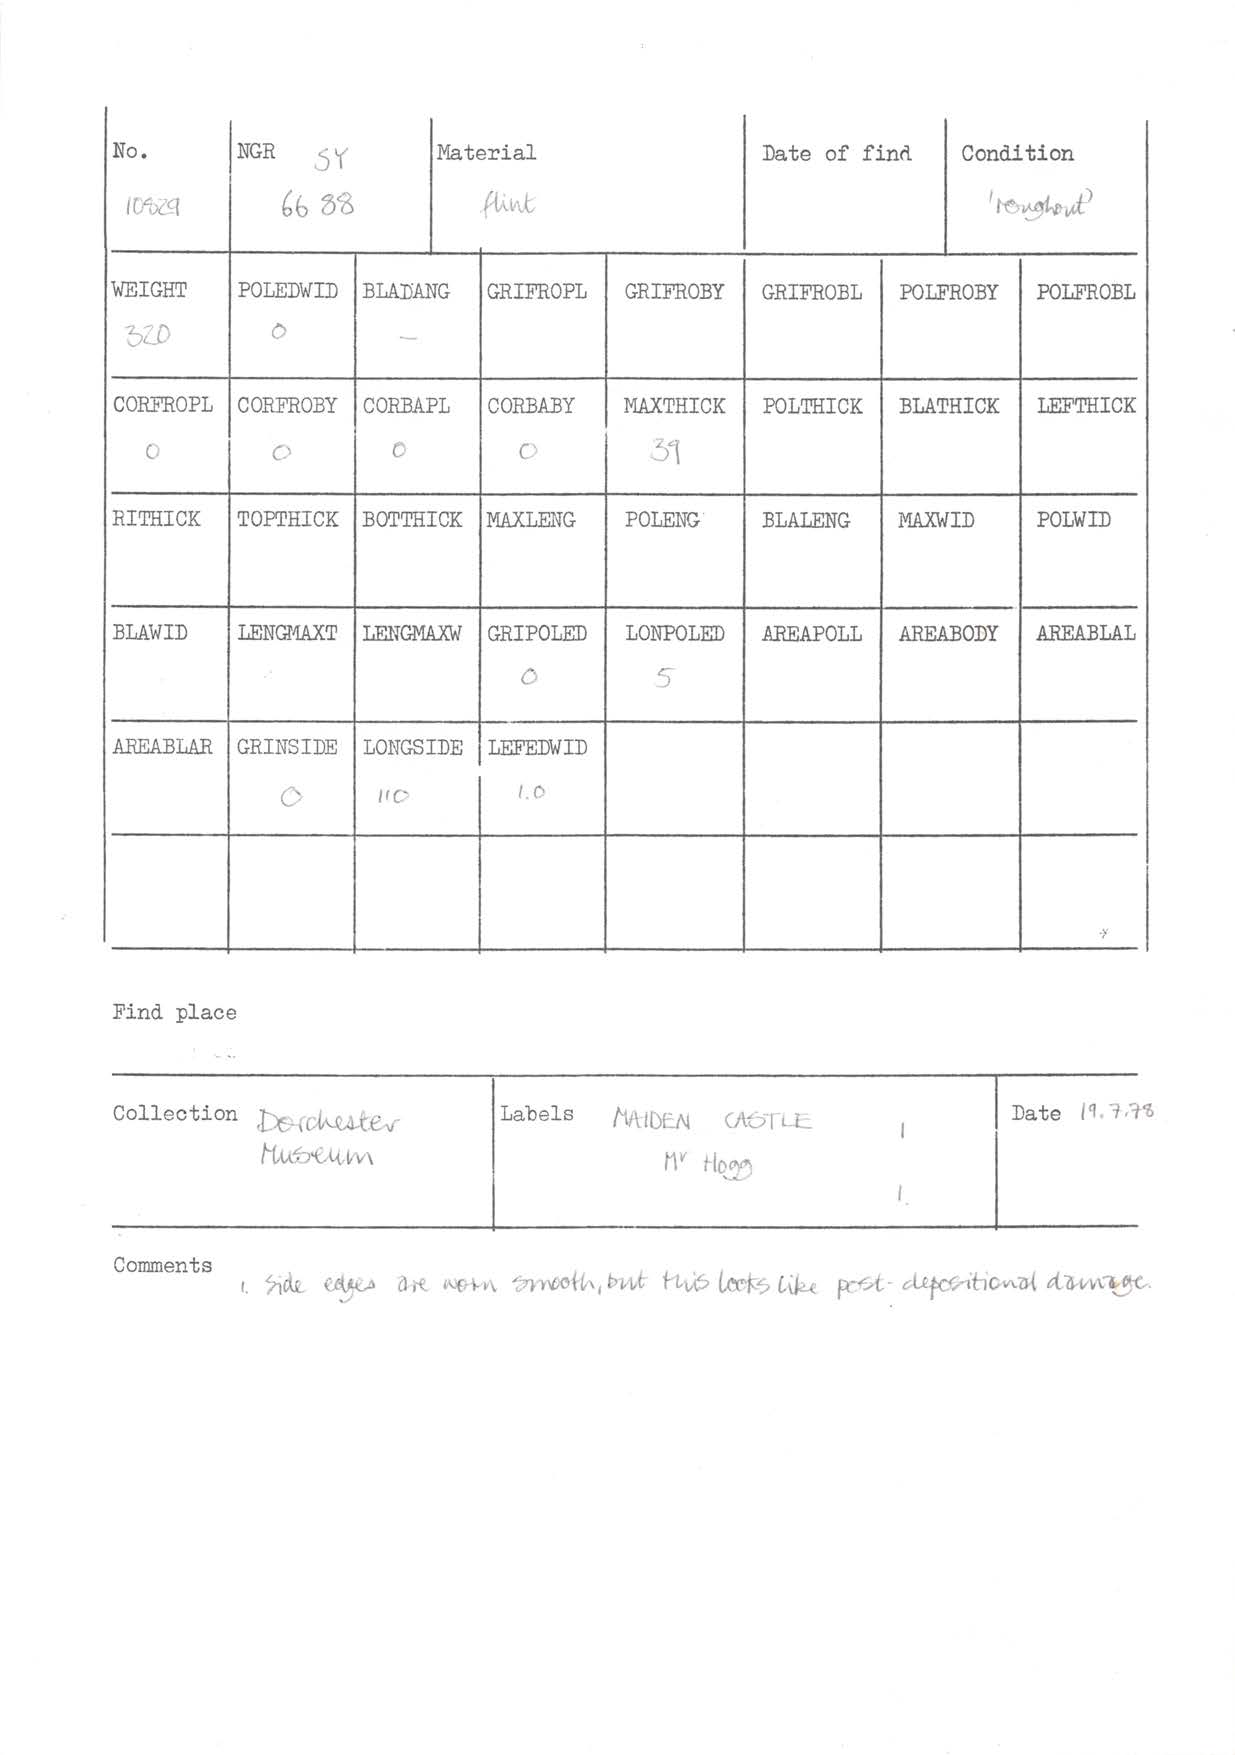 No. NGR SY Material Date of find Condition
10829 66 88 flint 'roughout'
WEIGHT POLEDWID BLADANG GRIFROPL GRIFROBY GRIFROBL POLFROBY POLFROBL
320 0 —
CORFROPL CORFROBY CORBAPL CORBABY MAXTHICK POLTHICK BLATHICK LEFTHICK
0 0 0 0 39
RITHICK TOPTHICK BOTTHICK MAXLENG POLENG BLALENG MAXWID POLWID
BLAWID LENGMAXT LENGMAXW GRIPOLED LONPOLED AREAPOLL AREABODY AREABLAL
0 5
AREABLAR GRINSIDE LONGSIDE LEFEDWID
0 110 1.0
Find place
Collection Dorchester Labels MAIDEN CASTLE 1 Date 19.7.78
Museum Mr Hogg
1.
Comments
1. Side edges are worn smooth, but this looks like post-depositional damage.